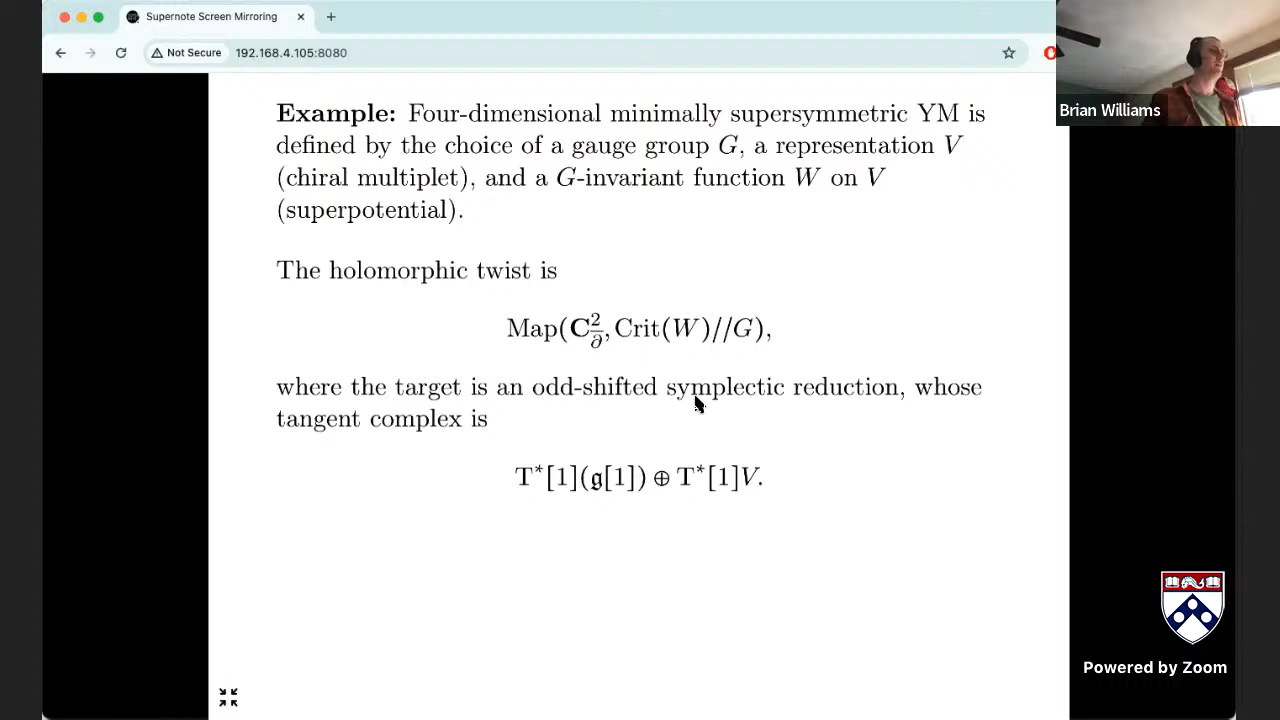 Supernote Screen Mirroring
Not Secure 192.168.4.105:8080
Brian Williams
Example: Four-dimensional minimally supersymmetric YM is
defined by the choice of a gauge group G, a representation V
(chiral multiplet), and a G-invariant function W on V
(superpotential).
The holomorphic twist is
Map(C²_∂̄, Crit(W)//G),
where the target is an odd-shifted symplectic reduction, whose
tangent complex is
T*[1](𝔤[1]) ⊕ T*[1]V.
Powered by Zoom